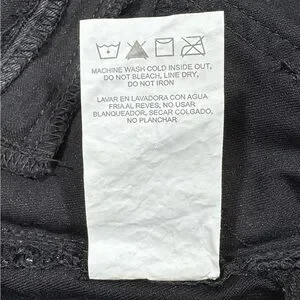 MACHINE WASH COLD INSIDE OUT,
DO NOT BLEACH, LINE DRY,
DO NOT IRON
LAVAR EN LAVADORA CON AGUA
FRIA,AL REVES, NO USAR
BLANQUEADOR, SECAR COLGADO,
NO PLANCHAR